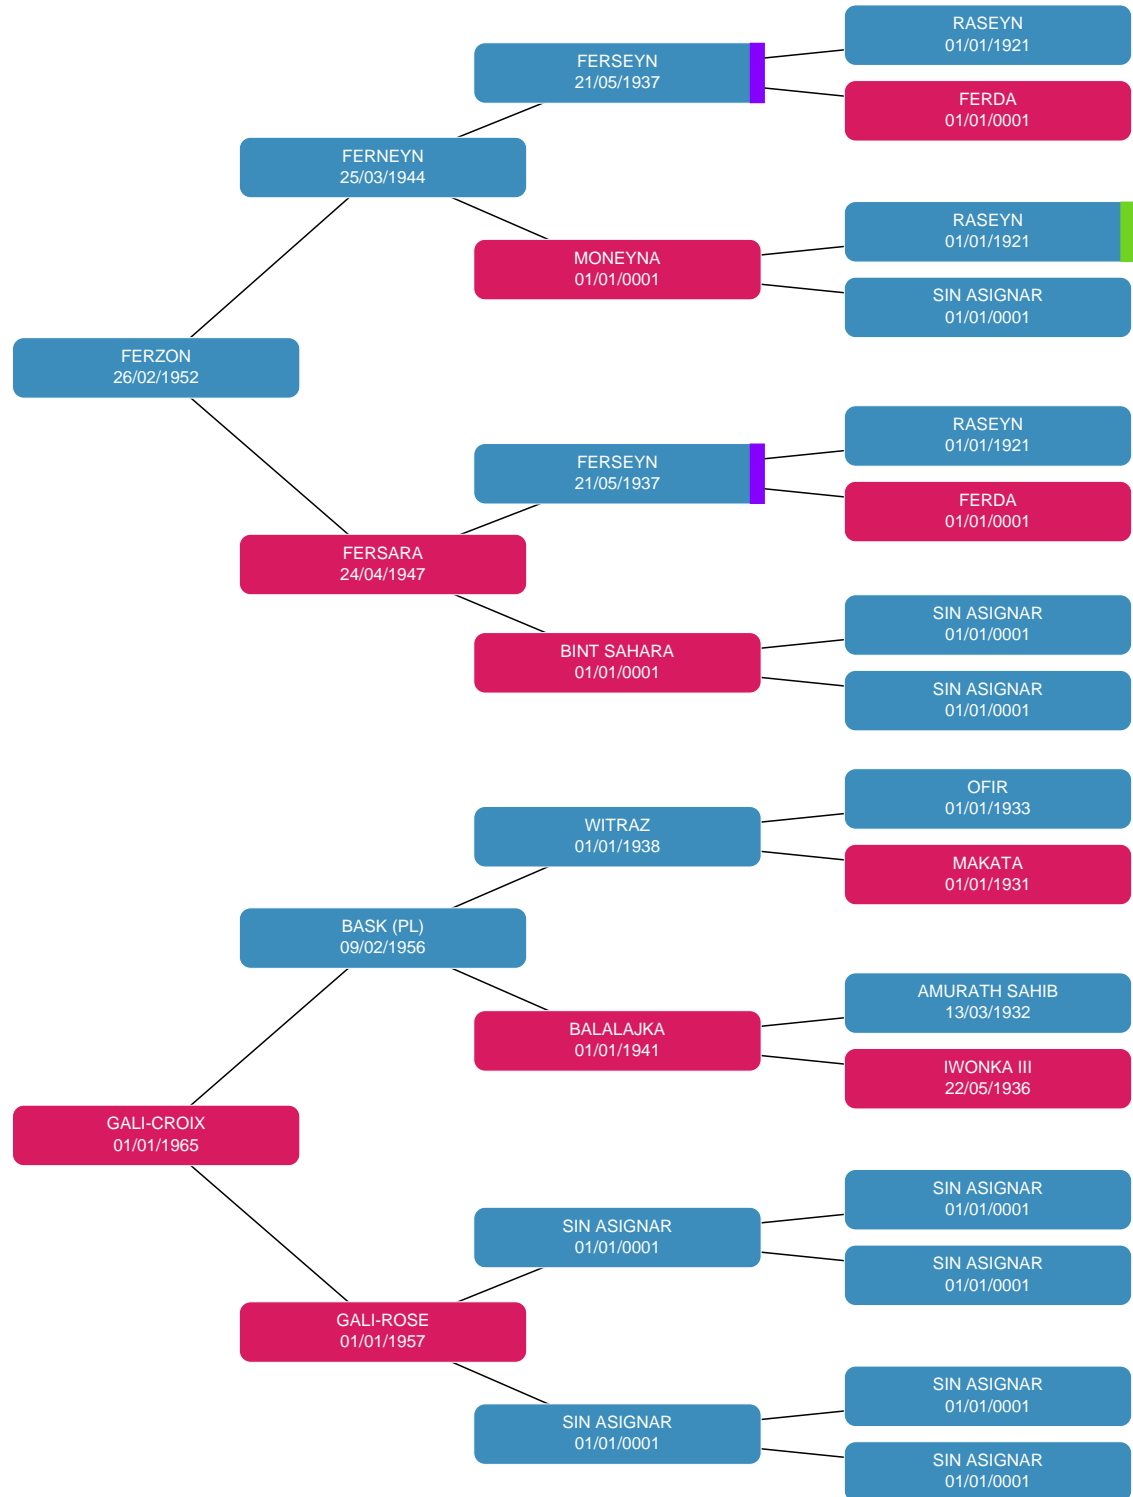 RASEYN
01/01/1921
FERSEYN
21/05/1937
FERDA
01/01/0001
FERNEYN
25/03/1944
RASEYN
01/01/1921
MONEYNA
01/01/0001
SIN ASIGNAR
01/01/0001
FERZON
26/02/1952
RASEYN
01/01/1921
FERSEYN
21/05/1937
FERDA
01/01/0001
FERSARA
24/04/1947
SIN ASIGNAR
01/01/0001
BINT SAHARA
01/01/0001
SIN ASIGNAR
01/01/0001
OFIR
01/01/1933
WITRAZ
01/01/1938
MAKATA
01/01/1931
BASK (PL)
09/02/1956
AMURATH SAHIB
13/03/1932
BALALAJKA
01/01/1941
IWONKA III
22/05/1936
GALI-CROIX
01/01/1965
SIN ASIGNAR
01/01/0001
SIN ASIGNAR
01/01/0001
SIN ASIGNAR
01/01/0001
GALI-ROSE
01/01/1957
SIN ASIGNAR
01/01/0001
SIN ASIGNAR
01/01/0001
SIN ASIGNAR
01/01/0001